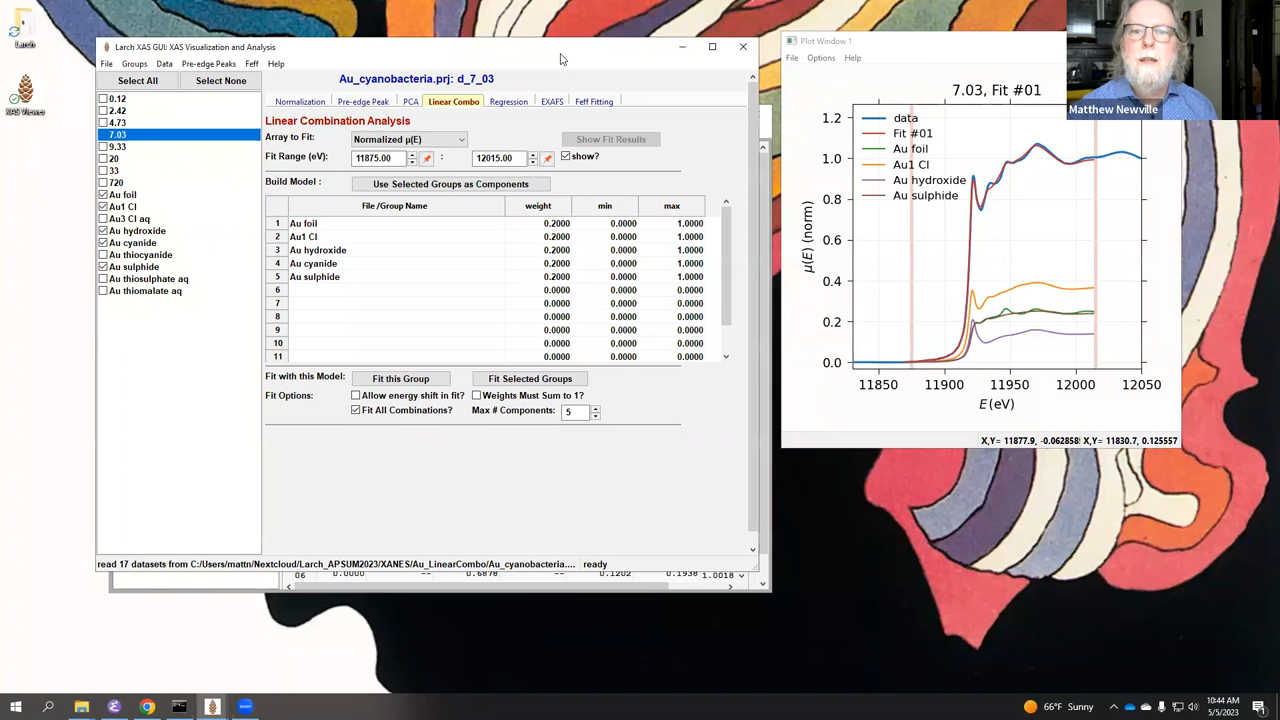 Larch
XAS Viewer
Larch XAS GUI: XAS Visualization and Analysis
File Groups Data Pre-edge Peaks Feff Help
Select All Select None
0.12
2.42
4.73
7.03
9.33
20
33
720
Au foil
Au1 Cl
Au3 Cl aq
Au hydroxide
Au cyanide
Au thiocyanide
Au sulphide
Au thiosulphate aq
Au thiomalate aq
Au_cyanobacteria.prj: d_7_03
Normalization Pre-edge Peak PCA Linear Combo Regression EXAFS Feff Fitting
Linear Combination Analysis
Array to Fit: Normalized μ(E) Show Fit Results
Fit Range (eV): 11875.00 : 12015.00 show?
Build Model : Use Selected Groups as Components
File /Group Name weight min max
1 Au foil 0.2000 0.0000 1.0000
2 Au1 Cl 0.2000 0.0000 1.0000
3 Au hydroxide 0.2000 0.0000 1.0000
4 Au cyanide 0.2000 0.0000 1.0000
5 Au sulphide 0.2000 0.0000 1.0000
6 0.0000 0.0000 0.0000
7 0.0000 0.0000 0.0000
8 0.0000 0.0000 0.0000
9 0.0000 0.0000 0.0000
10 0.0000 0.0000 0.0000
11 0.0000 0.0000 0.0000
Fit with this Model: Fit this Group Fit Selected Groups
Fit Options: Allow energy shift in fit? Weights Must Sum to 1?
Fit All Combinations? Max # Components: 5
read 17 datasets from C:/Users/mattn/Nextcloud/Larch_APSUM2023/XANES/Au_LinearCombo/Au_cyanobacteria.... ready
06 0.0000 0.6878 0.1202 0.1938 1.0018
Plot Window 1
File Options Help
7.03, Fit #01
data
Fit #01
Au foil
Au1 Cl
Au hydroxide
Au sulphide
μ(E) (norm)
1.2
1.0
0.8
0.6
0.4
0.2
0.0
11850 11900 11950 12000 12050
E (eV)
X,Y= 11877.9, -0.062858 X,Y= 11830.7, 0.125557
Matthew Newville
66°F Sunny
10:44 AM
5/5/2023
zoom
1